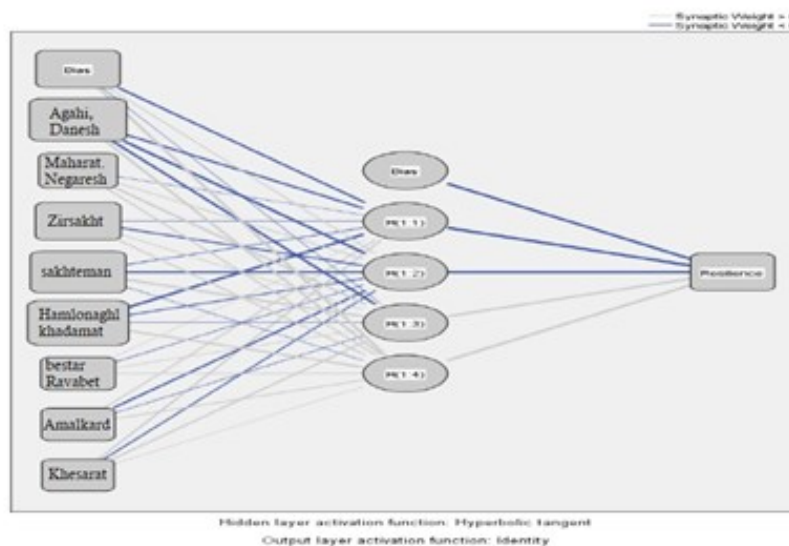 Synaptic Weight >
Synaptic Weight <
Bias
Agahi,
Danesh
Maharat.
Negaresh
Zirsakht
sakhteman
Hamlonaghl
khadamat
bestar
Ravabet
Amalkard
Khesarat
Bias
H(1:1)
H(1:2)
H(1:3)
H(1:4)
Resilience
Hidden layer activation function: Hyperbolic tangent
Output layer activation function: Identity